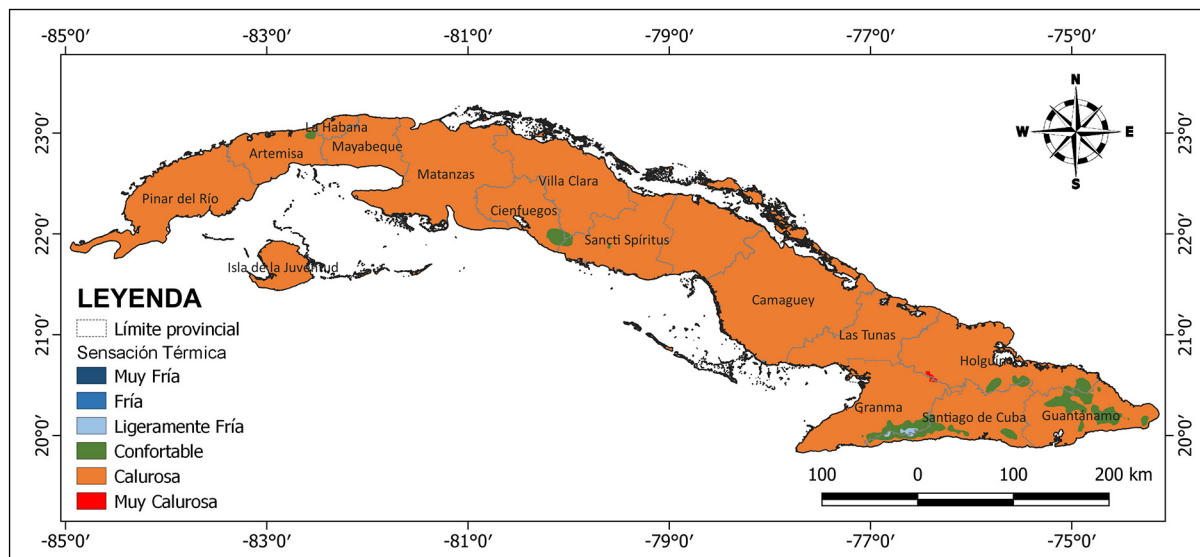 -85°0' -83°0' -81°0' -79°0' -77°0' -75°0'
N
W E
S
23°0' 23°0'
22°0' 22°0'
21°0' 21°0'
20°0' 20°0'
La Habana
Artemisa
Mayabeque
Pinar del Río
Matanzas
Villa Clara
Cienfuegos
Sancti Spíritus
Isla de la Juventud
Camaguey
Las Tunas
Holguín
Granma
Santiago de Cuba
Guantánamo
LEYENDA
Límite provincial
Sensación Térmica
Muy Fría
Fría
Ligeramente Fría
Confortable
Calurosa
Muy Calurosa
100 0 100 200 km
-85°0' -83°0' -81°0' -79°0' -77°0' -75°0'